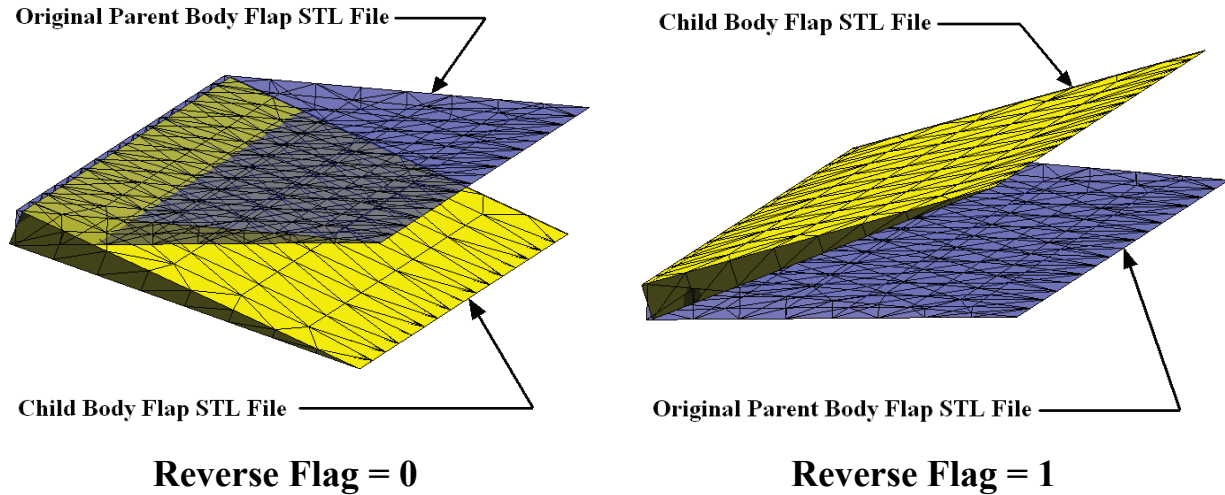 Original Parent Body Flap STL File
Child Body Flap STL File
Child Body Flap STL File
Original Parent Body Flap STL File
Reverse Flag = 0
Reverse Flag = 1